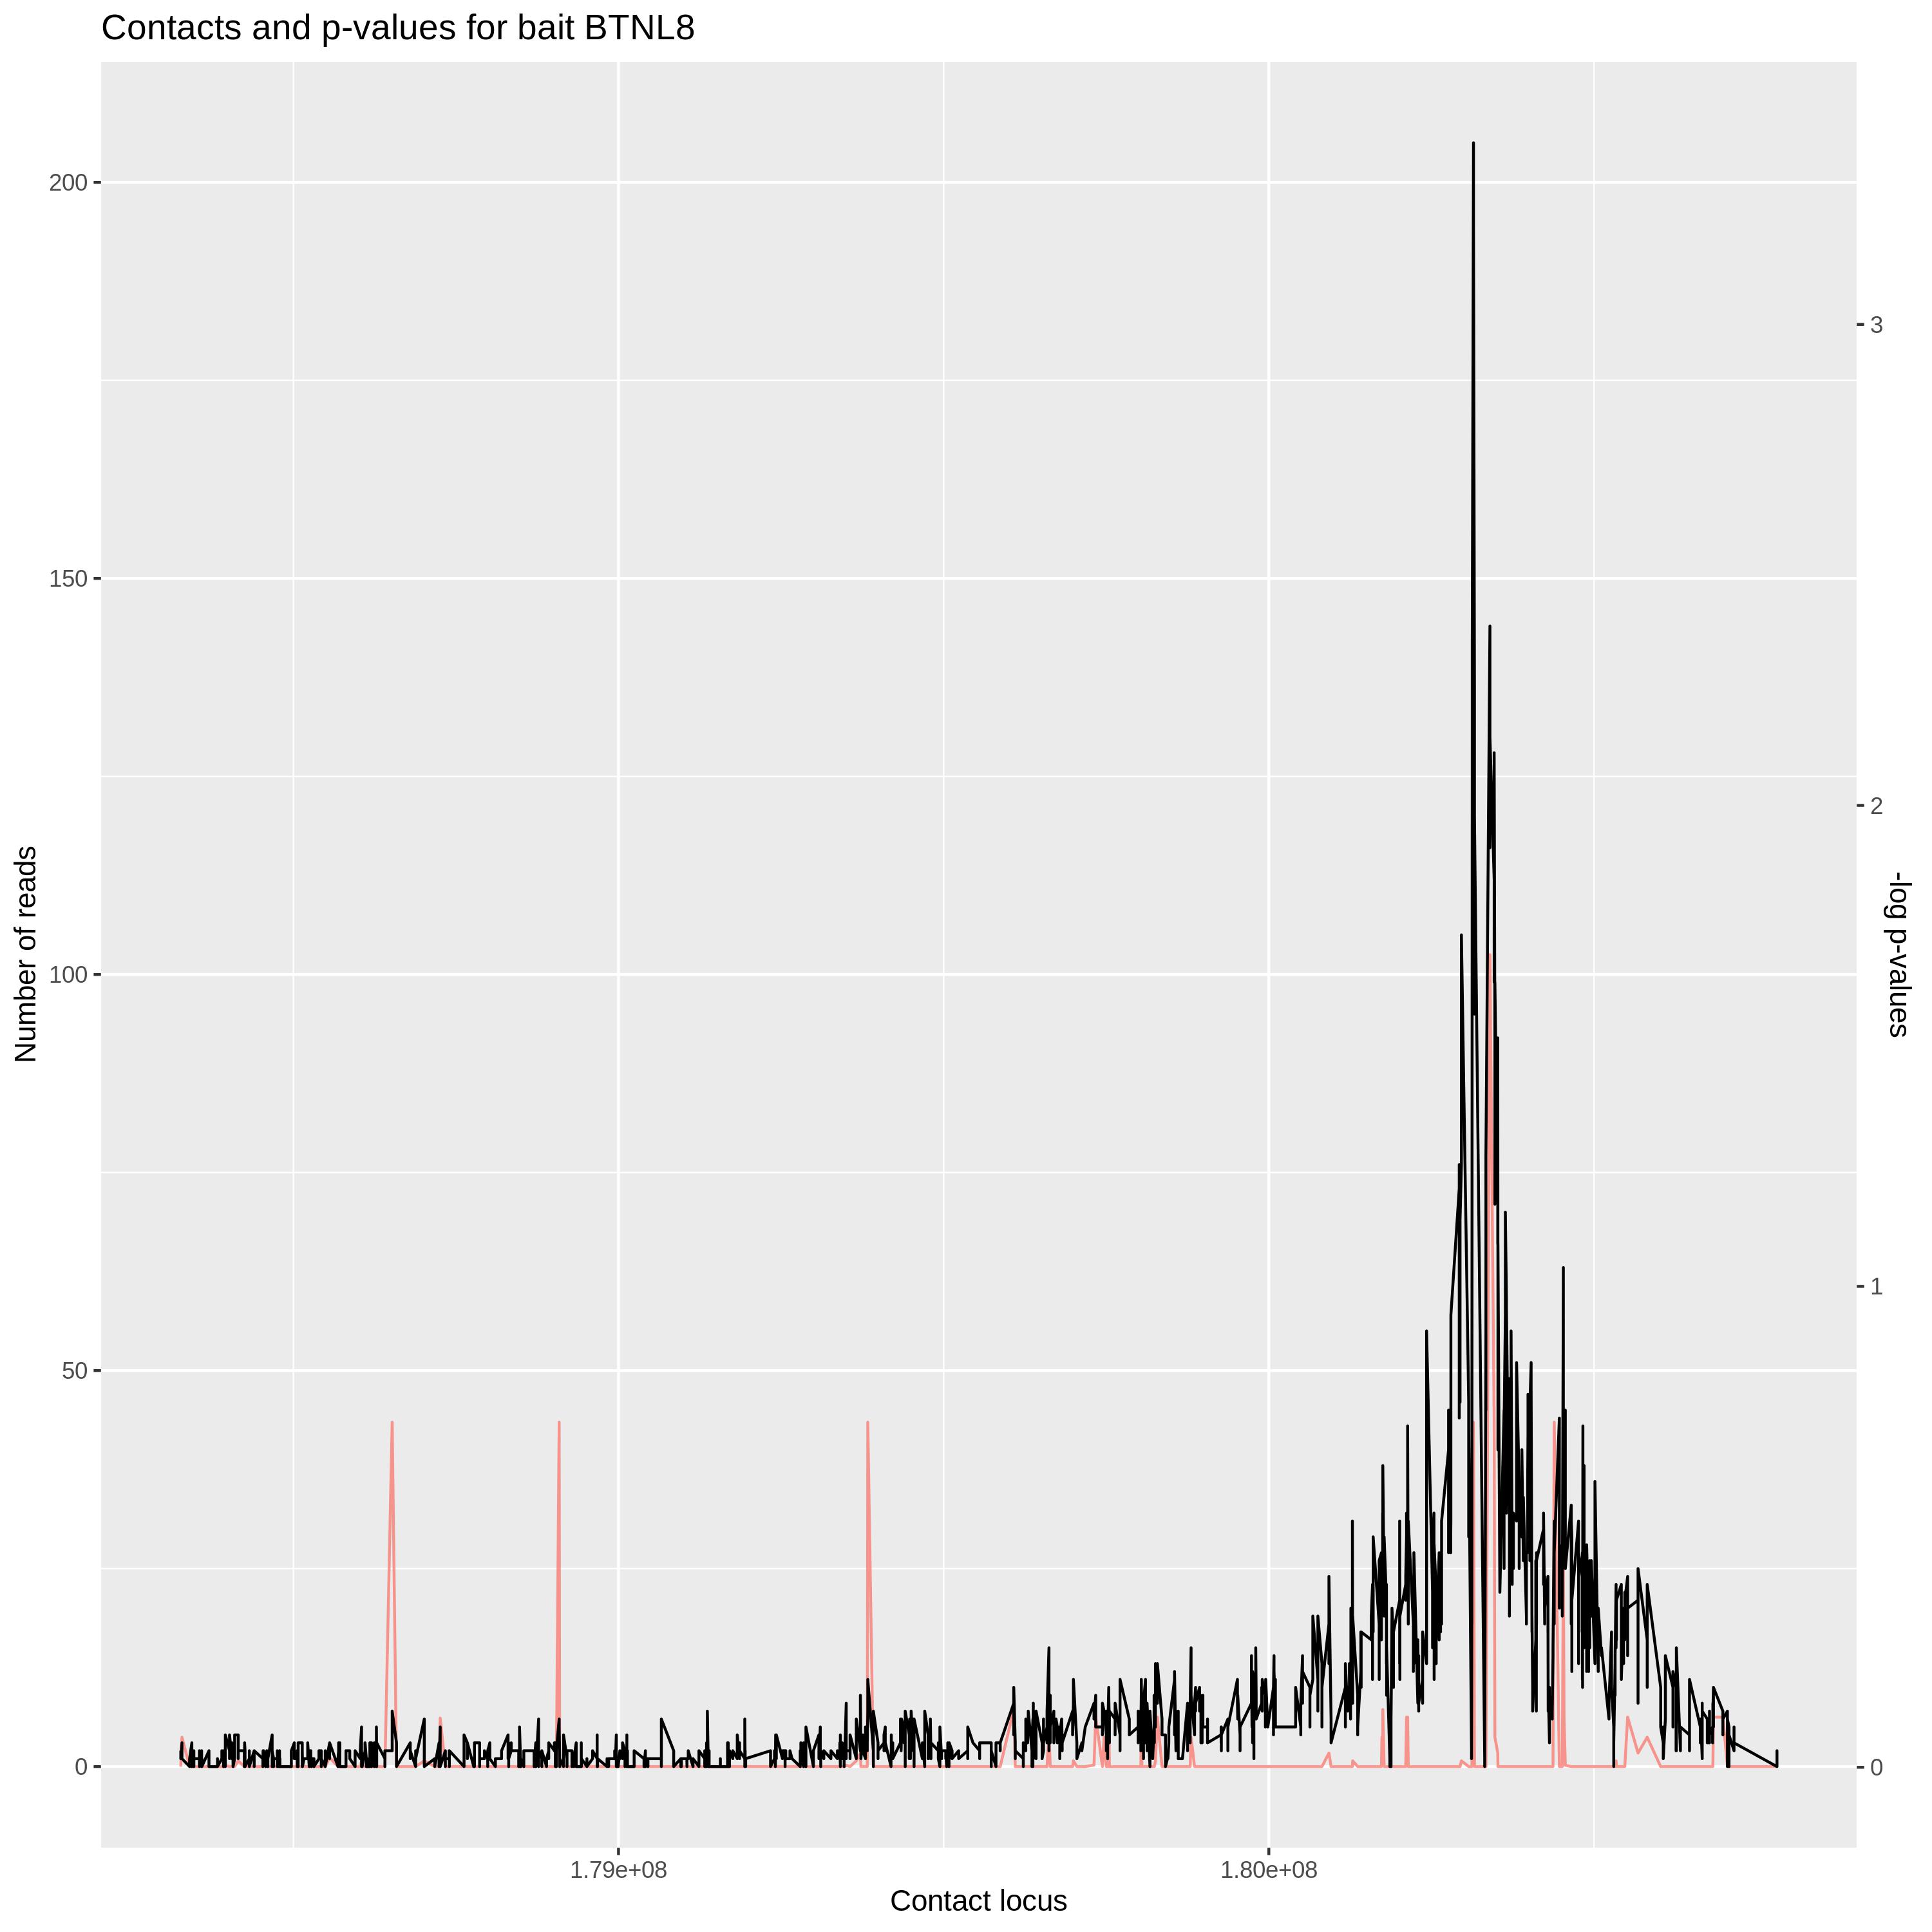 Contacts and p-values for bait BTNL8
200
150
100
50
0
Number of reads
3
2
1
0
-log p-values
1.79e+08
1.80e+08
Contact locus